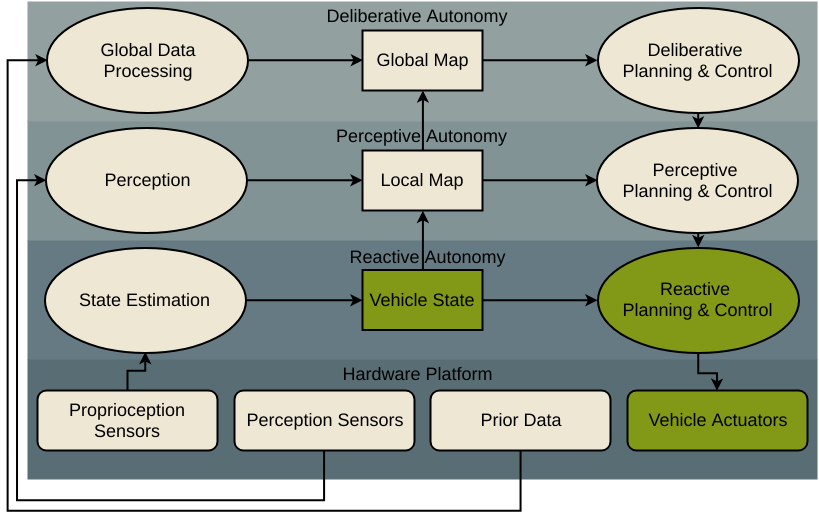 Deliberative Autonomy
Global Data
Processing
Global Map
Deliberative
Planning & Control
Perceptive Autonomy
Perception
Local Map
Perceptive
Planning & Control
Reactive Autonomy
State Estimation
Vehicle State
Reactive
Planning & Control
Hardware Platform
Proprioception
Sensors
Perception Sensors
Prior Data
Vehicle Actuators